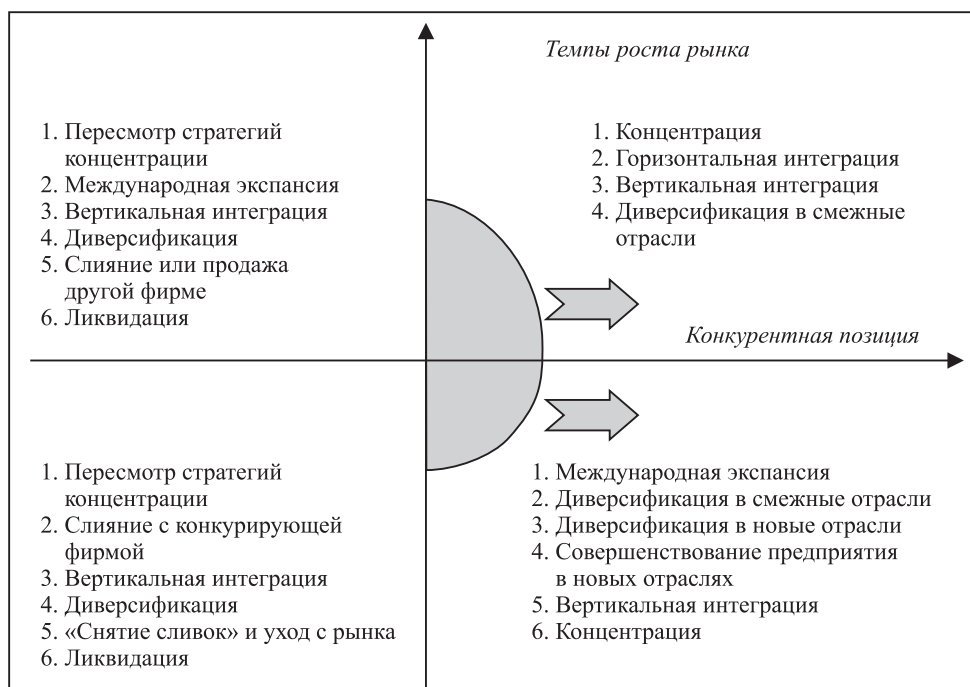 Темпы роста рынка
1. Пересмотр стратегий
концентрации
2. Международная экспансия
3. Вертикальная интеграция
4. Диверсификация
5. Слияние или продажа
другой фирме
6. Ликвидация
1. Концентрация
2. Горизонтальная интеграция
3. Вертикальная интеграция
4. Диверсификация в смежные
отрасли
Конкурентная позиция
1. Пересмотр стратегий
концентрации
2. Слияние с конкурирующей
фирмой
3. Вертикальная интеграция
4. Диверсификация
5. «Снятие сливок» и уход с рынка
6. Ликвидация
1. Международная экспансия
2. Диверсификация в смежные отрасли
3. Диверсификация в новые отрасли
4. Совершенствование предприятия
в новых отраслях
5. Вертикальная интеграция
6. Концентрация